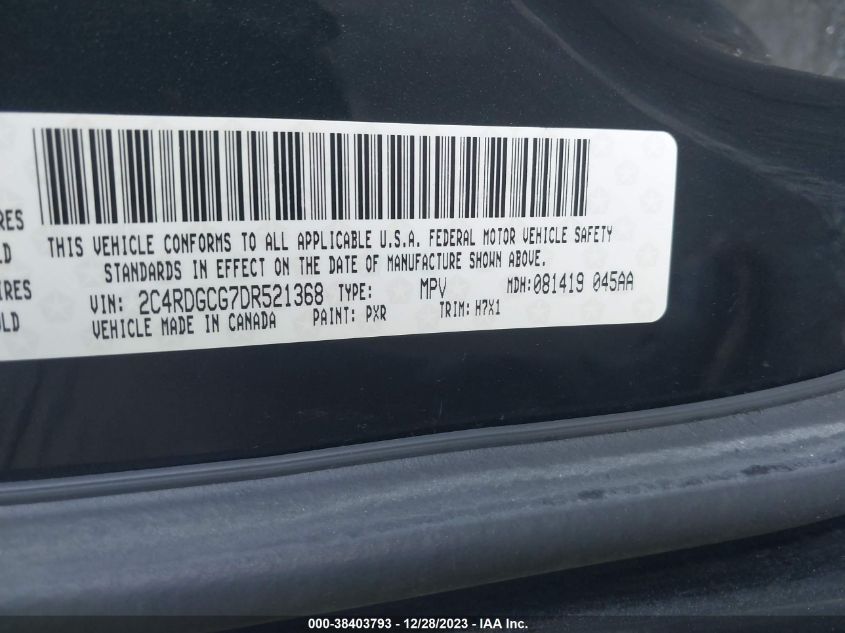 RES
THIS VEHICLE CONFORMS TO ALL APPLICABLE U.S.A. FEDERAL MOTOR VEHICLE SAFETY
LD
STANDARDS IN EFFECT ON THE DATE OF MANUFACTURE SHOWN ABOVE.
IRES
VIN: 2C4RDGCG7DR521368 TYPE: MPV MDH:081419 045AA
OLD
VEHICLE MADE IN CANADA PAINT: PXR TRIM: H7X1
000-38403793 - 12/28/2023 - IAA Inc.